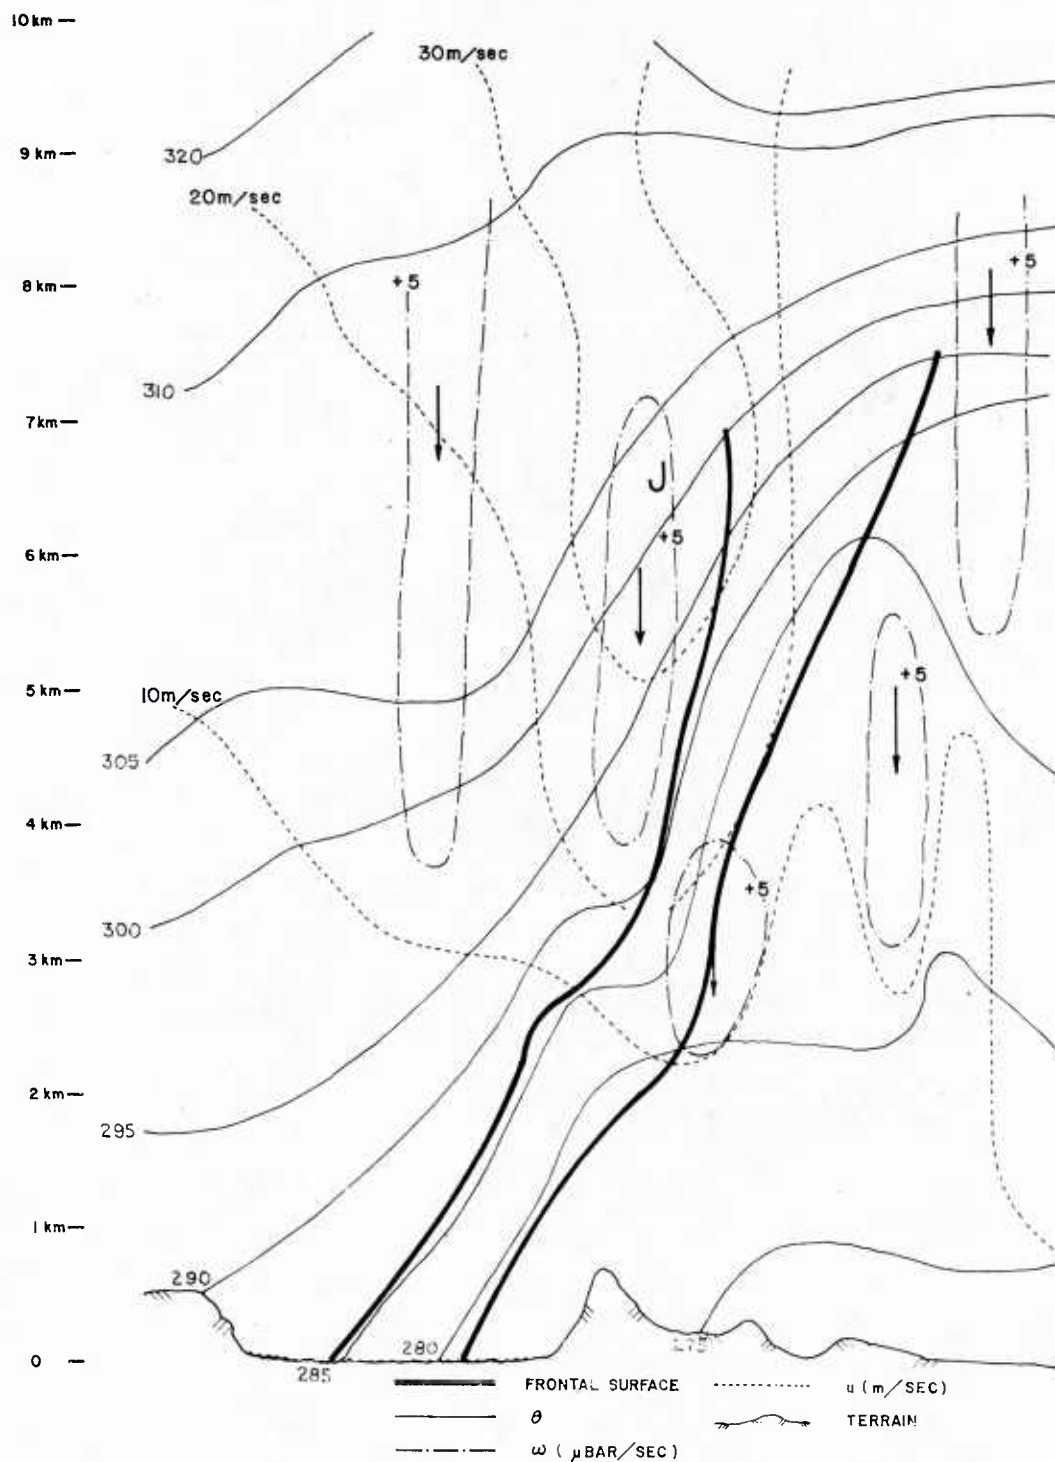 10 km
30m/sec
9 km
320
20m/sec
+5
+5
8 km
310
7 km
J
6 km
+5
5 km
10m/sec
+5
305
4 km
+5
300
3 km
2 km
295
1 km
290
280
275
0
285
FRONTAL SURFACE
u (m/SEC)
θ
TERRAIN
ω ( μBAR/SEC)